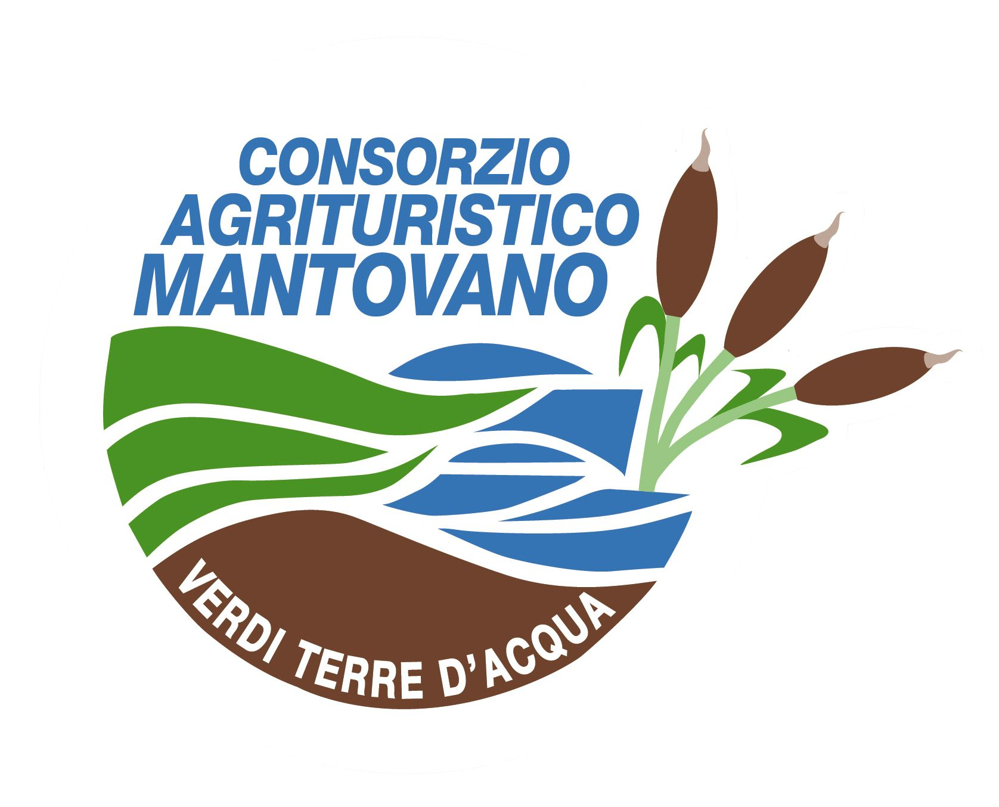 CONSORZIO
AGRITURISTICO
MANTOVANO
VERDI TERRE D'ACQUA